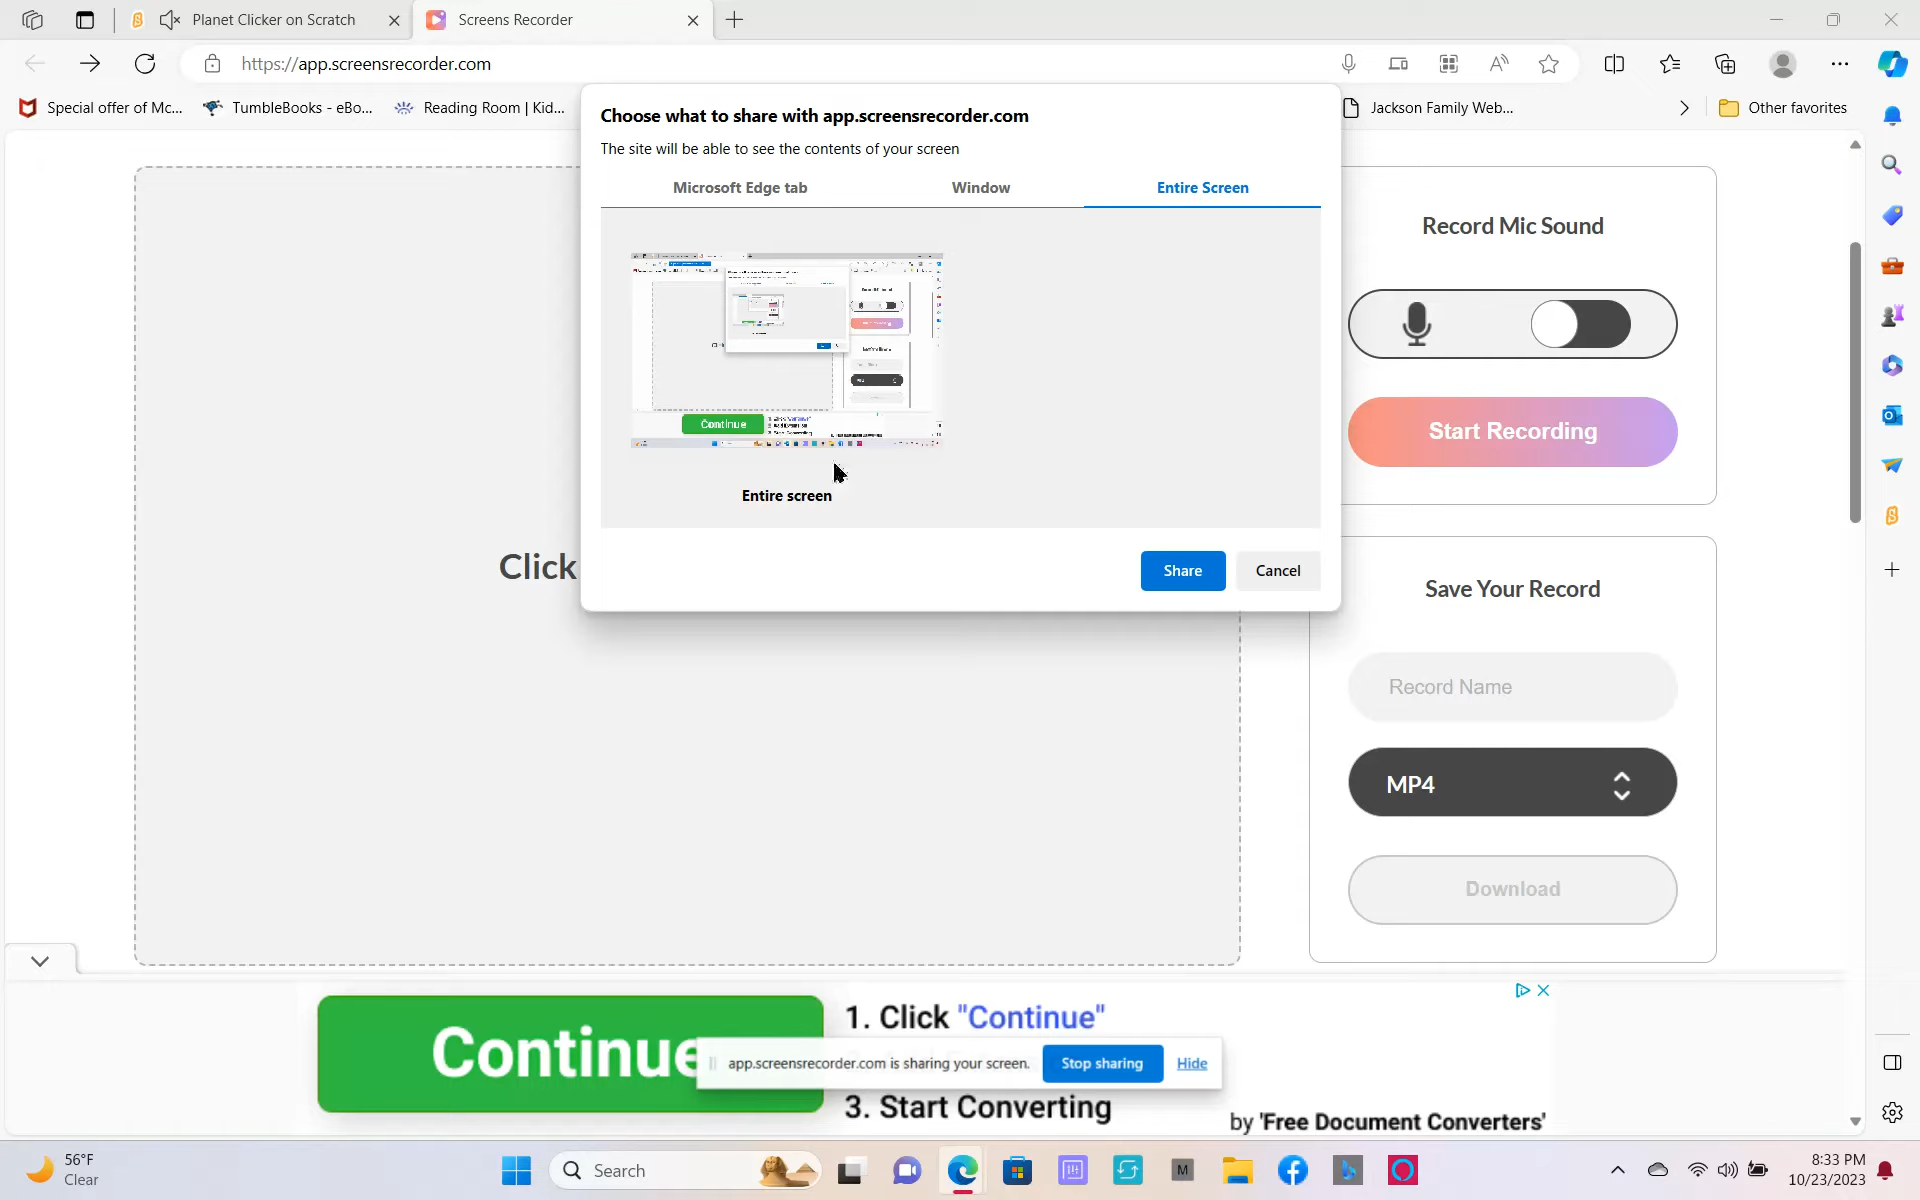 Planet Clicker on Scratch
Screens Recorder
https://app.screensrecorder.com
Special offer of Mc...
TumbleBooks - eBo...
Reading Room | Kid...
Jackson Family Web...
Other favorites
Choose what to share with app.screensrecorder.com
The site will be able to see the contents of your screen
Microsoft Edge tab
Window
Entire Screen
Continue
Entire screen
Share
Cancel
Click
Record Mic Sound
Start Recording
Save Your Record
Record Name
MP4
Download
Continue
1. Click "Continue"
3. Start Converting
by 'Free Document Converters'
app.screensrecorder.com is sharing your screen.
Stop sharing
Hide
56°F
Clear
Search
M
8:33 PM
10/23/2023